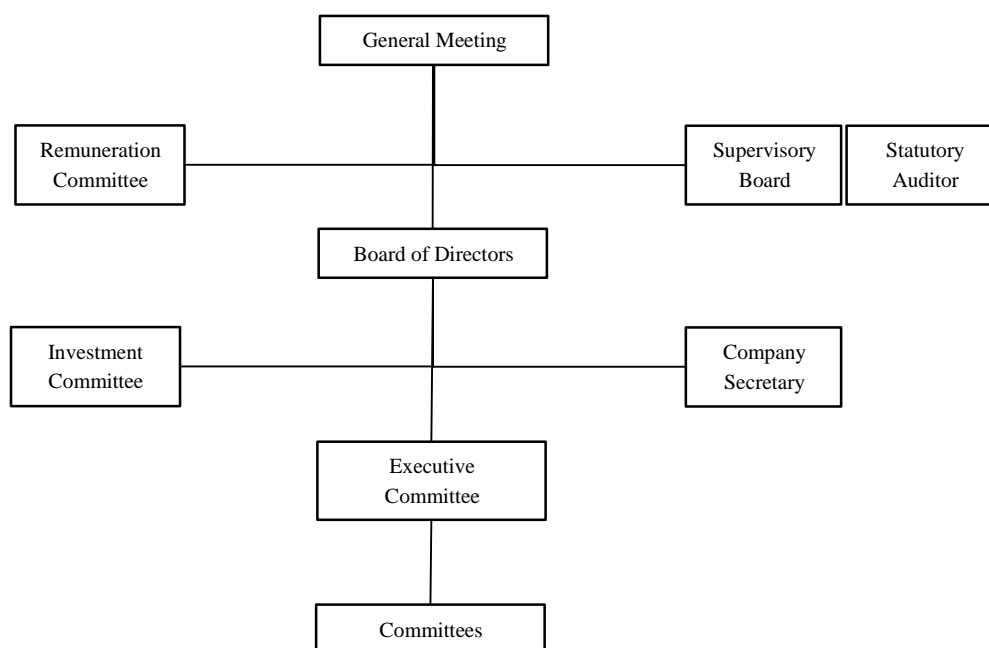 General Meeting
Remuneration
Committee
Supervisory
Board
Statutory
Auditor
Board of Directors
Investment
Committee
Company
Secretary
Executive
Committee
Committees